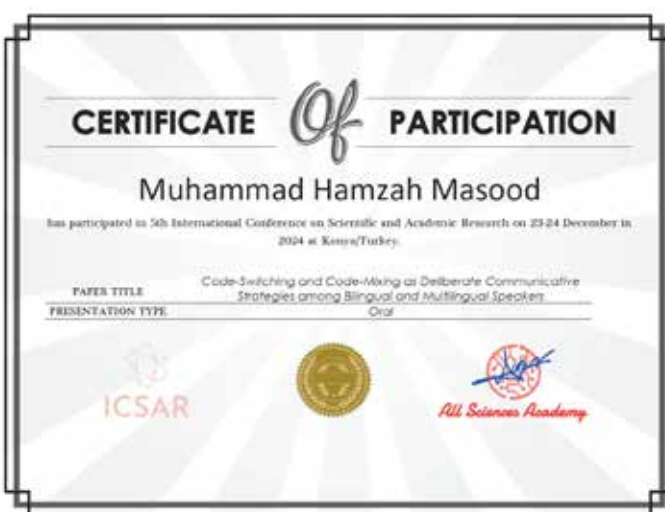 CERTIFICATE Of PARTICIPATION
Muhammad Hamzah Masood
has participated in 5th International Conference on Scientific and Academic Research on 23-24 December in
2024 at Konya/Turkey.
PAPER TITLE
Code-Switching and Code-Mixing as Deliberate Communicative
Strategies among Bilingual and Multilingual Speakers
PRESENTATION TYPE
Oral
ICSAR
All Sciences Academy